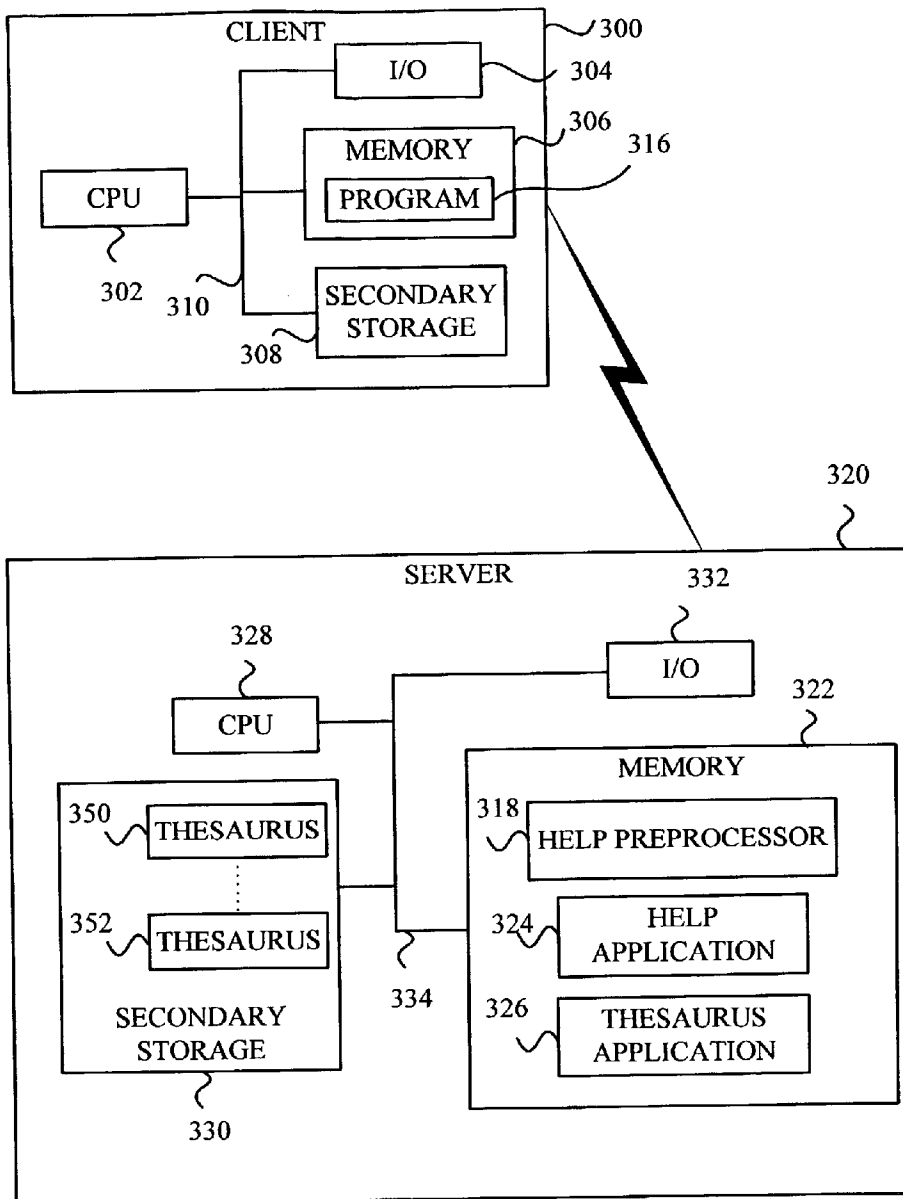 CLIENT
300
I/O
304
306
MEMORY
316
CPU
PROGRAM
302
310
SECONDARY
STORAGE
308
320
SERVER
332
328
I/O
CPU
322
MEMORY
350
THESAURUS
318
HELP PREPROCESSOR
352
THESAURUS
324
HELP
APPLICATION
334
SECONDARY
STORAGE
326
THESAURUS
APPLICATION
330